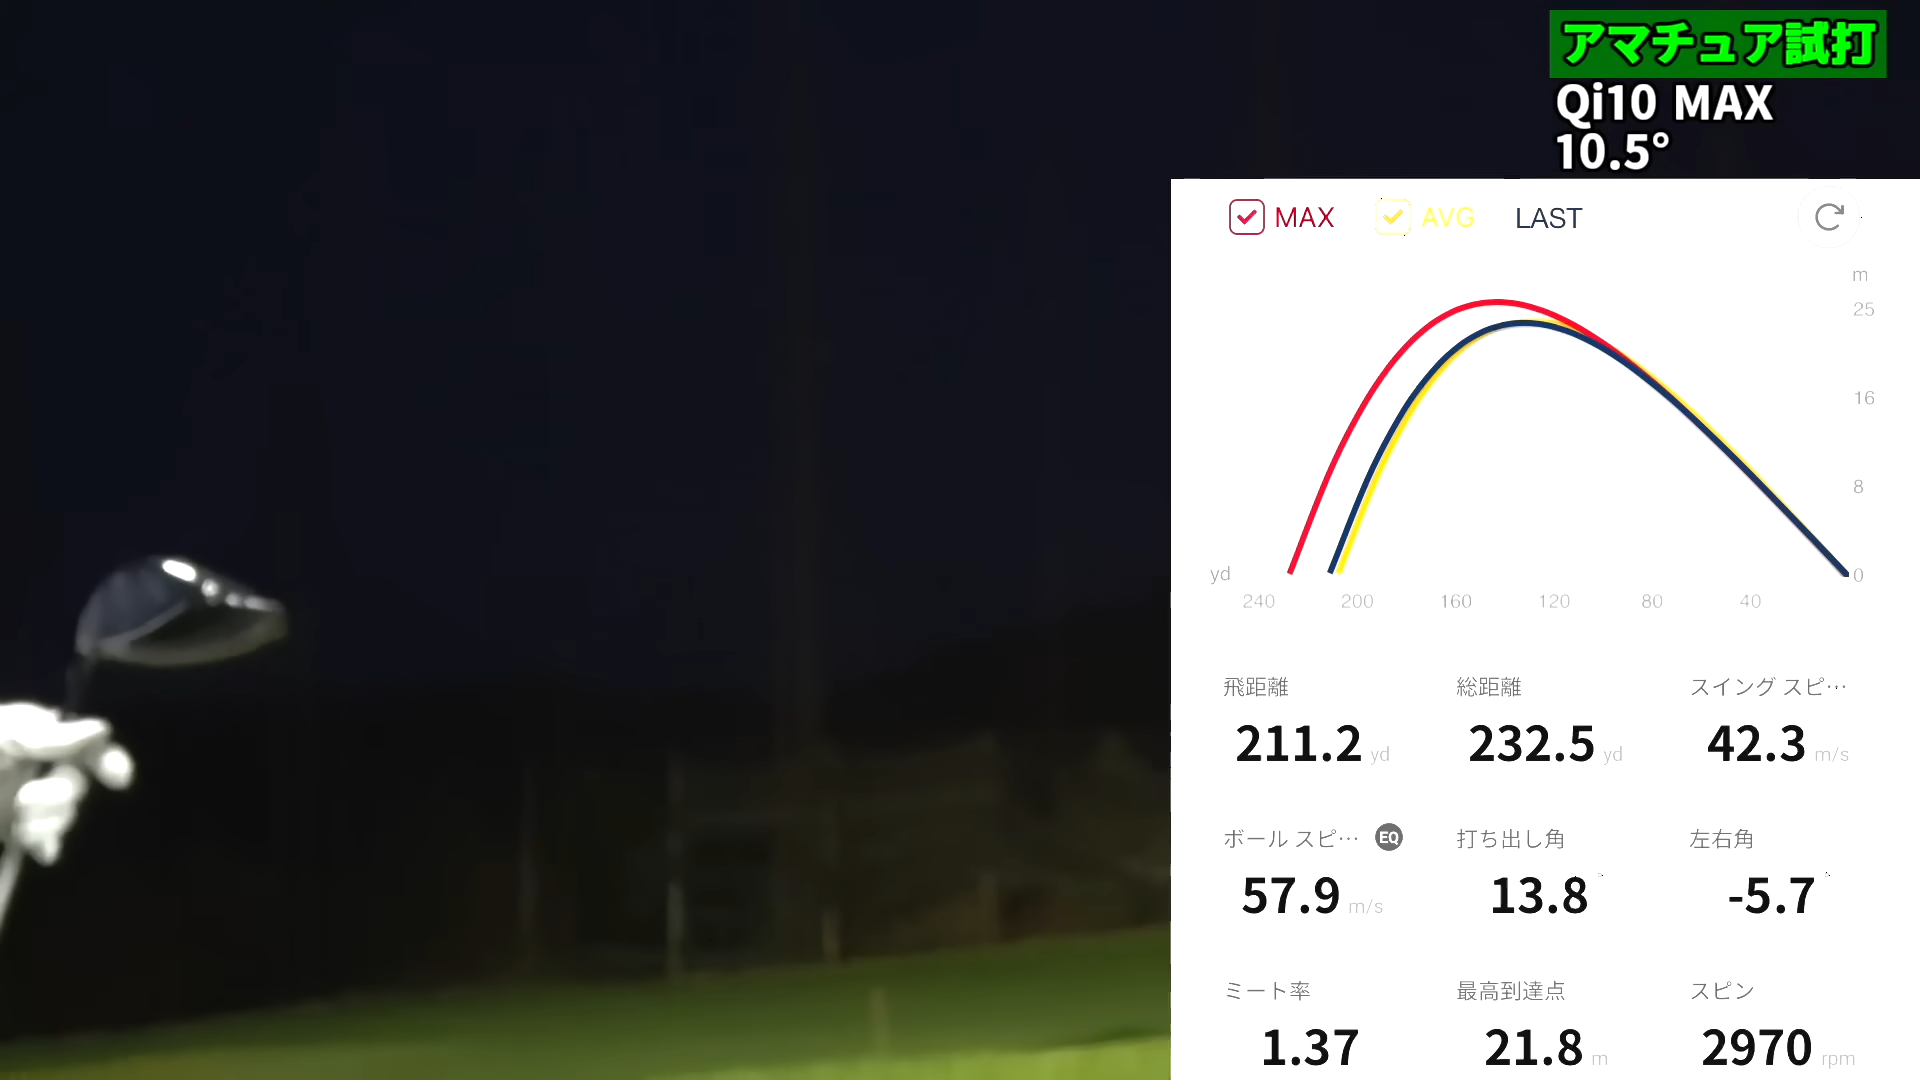 アマチュア試打
Qi10 MAX
10.5°
MAX AVG LAST
m
25
16
8
0
yd
240 200 160 120 80 40
飛距離 総距離 スイング スピ…
211.2 yd 232.5 yd 42.3 m/s
ボール スピ… EQ 打ち出し角 左右角
57.9 m/s 13.8 -5.7
ミート率 最高到達点 スピン
1.37 21.8 m 2970 rpm